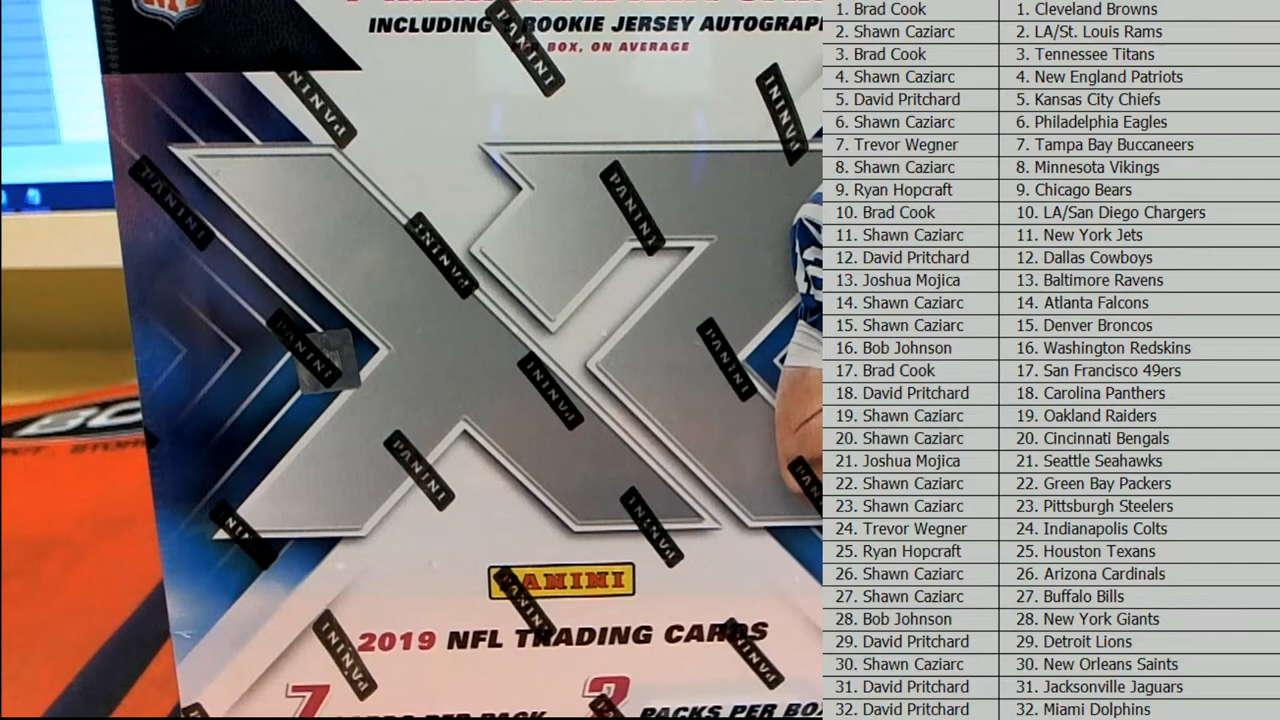 INCLUDING ROOKIE JERSEY AUTOGRAP
BOX, ON AVERAGE
NFL
PANINI
PANINI
PANINI
PANINI
PANINI
PANINI
PANINI
PANINI
PANINI
PANINI
PANINI
XR
PANINI
PANINI
2019 NFL TRADING CARDS
PANINI
PANINI
7 CARDS PER PACK
PACKS PER BO
1. Brad Cook 1. Cleveland Browns
2. Shawn Caziarc 2. LA/St. Louis Rams
3. Brad Cook 3. Tennessee Titans
4. Shawn Caziarc 4. New England Patriots
5. David Pritchard 5. Kansas City Chiefs
6. Shawn Caziarc 6. Philadelphia Eagles
7. Trevor Wegner 7. Tampa Bay Buccaneers
8. Shawn Caziarc 8. Minnesota Vikings
9. Ryan Hopcraft 9. Chicago Bears
10. Brad Cook 10. LA/San Diego Chargers
11. Shawn Caziarc 11. New York Jets
12. David Pritchard 12. Dallas Cowboys
13. Joshua Mojica 13. Baltimore Ravens
14. Shawn Caziarc 14. Atlanta Falcons
15. Shawn Caziarc 15. Denver Broncos
16. Bob Johnson 16. Washington Redskins
17. Brad Cook 17. San Francisco 49ers
18. David Pritchard 18. Carolina Panthers
19. Shawn Caziarc 19. Oakland Raiders
20. Shawn Caziarc 20. Cincinnati Bengals
21. Joshua Mojica 21. Seattle Seahawks
22. Shawn Caziarc 22. Green Bay Packers
23. Shawn Caziarc 23. Pittsburgh Steelers
24. Trevor Wegner 24. Indianapolis Colts
25. Ryan Hopcraft 25. Houston Texans
26. Shawn Caziarc 26. Arizona Cardinals
27. Shawn Caziarc 27. Buffalo Bills
28. Bob Johnson 28. New York Giants
29. David Pritchard 29. Detroit Lions
30. Shawn Caziarc 30. New Orleans Saints
31. David Pritchard 31. Jacksonville Jaguars
32. David Pritchard 32. Miami Dolphins